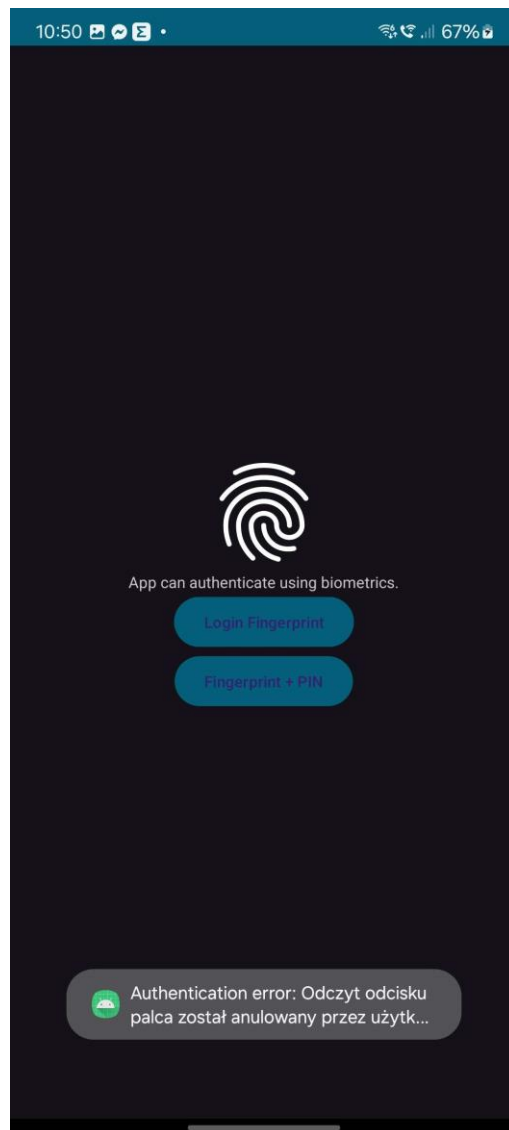 10:50 67%
App can authenticate using biometrics.
Login Fingerprint
Fingerprint + PIN
Authentication error: Odczyt odcisku
palca został anulowany przez użytk...